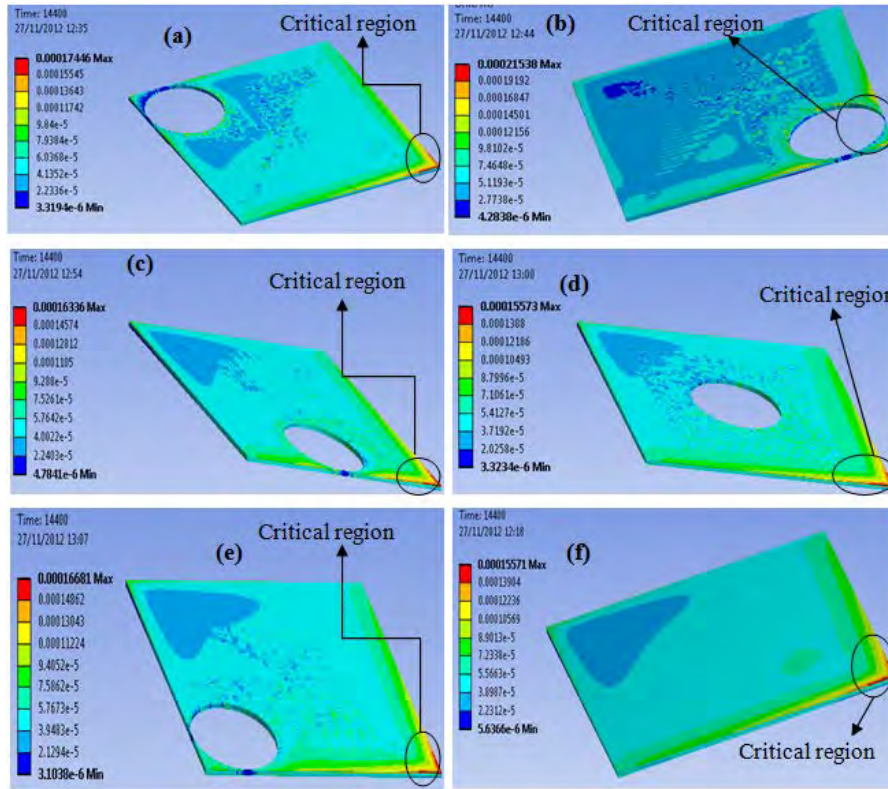 Time: 14400
27/11/2012 12:35
(a)
Critical region
0.00017446 Max
0.00015545
0.00013643
0.00011742
9.84e-5
7.9384e-5
6.0368e-5
4.1352e-5
2.2336e-5
3.3194e-6 Min
Time: 14400
27/11/2012 12:44
(b)
Critical region
0.00021538 Max
0.00019192
0.00016847
0.00014501
0.00012156
9.8102e-5
7.4648e-5
5.1193e-5
2.7738e-5
4.2838e-6 Min
Time: 14400
27/11/2012 12:54
(c)
Critical region
0.00016336 Max
0.00014574
0.00012812
0.0001105
9.288e-5
7.5261e-5
5.7642e-5
4.0022e-5
2.2403e-5
4.7841e-6 Min
Time: 14400
27/11/2012 13:00
(d)
Critical region
0.00015573 Max
0.0001388
0.00012186
0.00010493
8.7996e-5
7.1061e-5
5.4127e-5
3.7192e-5
2.0258e-5
3.3234e-6 Min
Time: 14400
27/11/2012 13:07
(e)
Critical region
0.00016681 Max
0.00014862
0.00013043
0.00011224
9.4052e-5
7.5862e-5
5.7673e-5
3.9483e-5
2.1294e-5
3.1038e-6 Min
Time: 14400
27/11/2012 12:18
(f)
0.00015571 Max
0.00013904
0.00012236
0.00010569
8.9013e-5
7.2338e-5
5.5663e-5
3.8987e-5
2.2312e-5
5.6366e-6 Min
Critical region